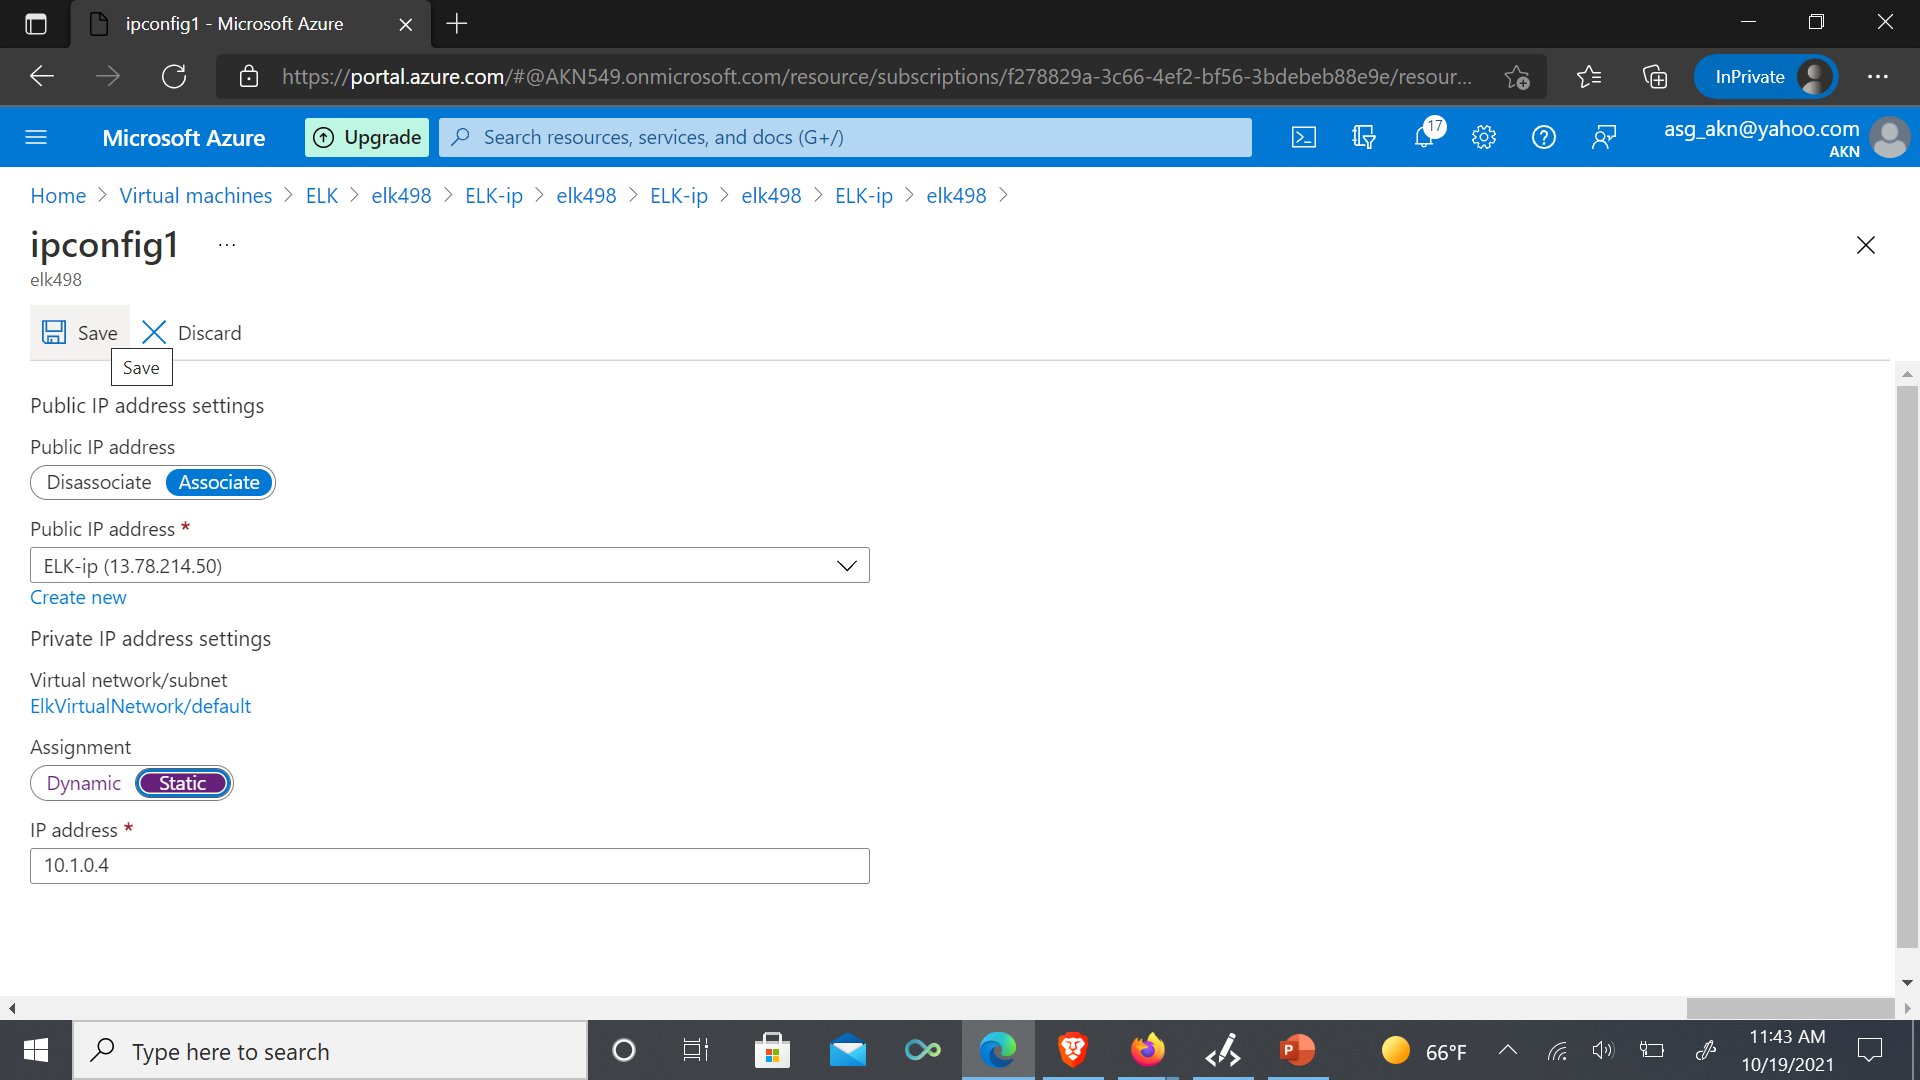 ipconfig1 - Microsoft Azure
https://portal.azure.com/#@AKN549.onmicrosoft.com/resource/subscriptions/f278829a-3c66-4ef2-bf56-3bdebeb88e9e/resour...
InPrivate
Microsoft Azure
Upgrade
Search resources, services, and docs (G+/)
17
asg_akn@yahoo.com
AKN
Home > Virtual machines > ELK > elk498 > ELK-ip > elk498 > ELK-ip > elk498 > ELK-ip > elk498 >
ipconfig1 ...
elk498
Save
Discard
Save
Public IP address settings
Public IP address
Disassociate Associate
Public IP address *
ELK-ip (13.78.214.50)
Create new
Private IP address settings
Virtual network/subnet
ElkVirtualNetwork/default
Assignment
Dynamic Static
IP address *
10.1.0.4
Type here to search
P
66°F
11:43 AM
10/19/2021